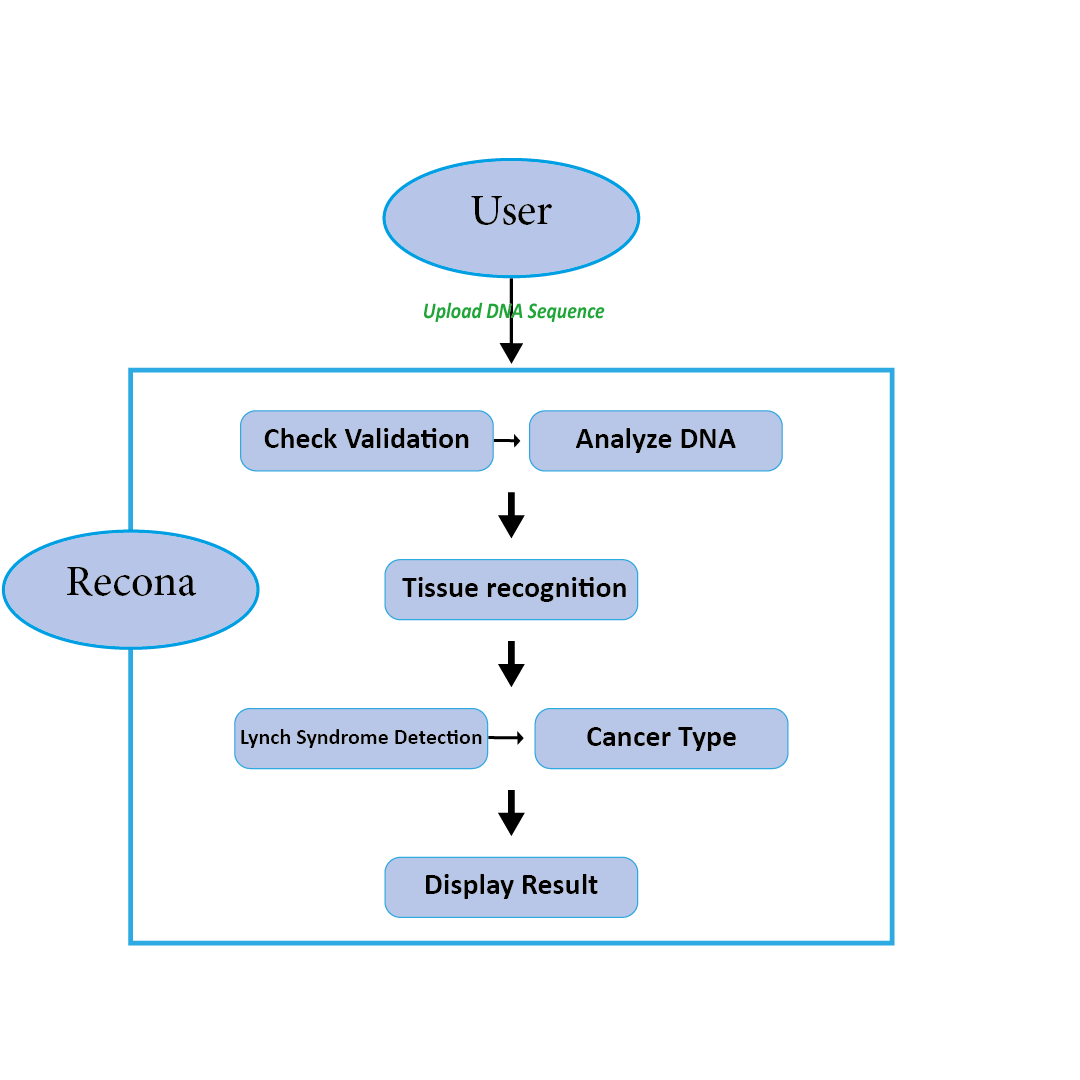 User
Upload DNA Sequence
Check Validation
Analyze DNA
Recona
Tissue recognition
Lynch Syndrome Detection
Cancer Type
Display Result